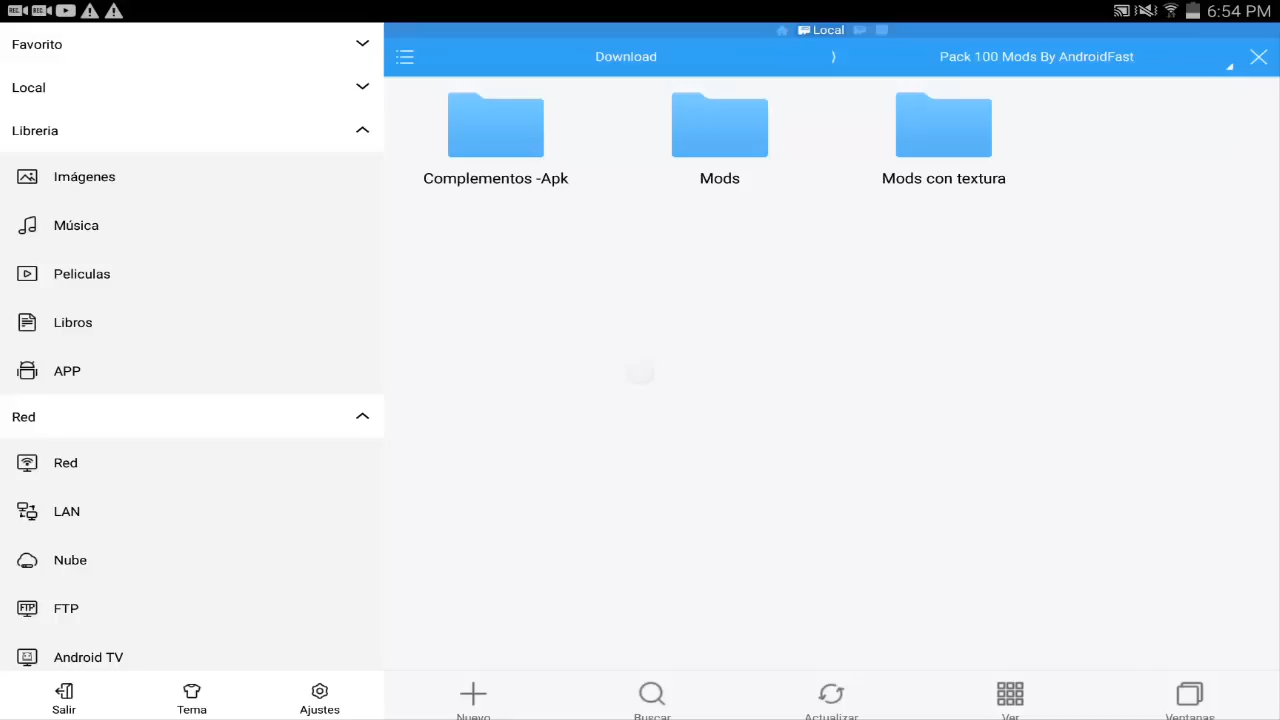 REC REC 6:54 PM
Favorito
Local
Libreria
Imágenes
Música
Peliculas
Libros
APP
Red
Red
LAN
Nube
FTP FTP
Android TV
Salir Tema Ajustes
Local
Download ⟩ Pack 100 Mods By AndroidFast
Complementos -Apk Mods Mods con textura
Nuevo Buscar Actualizar Ver Ventanas